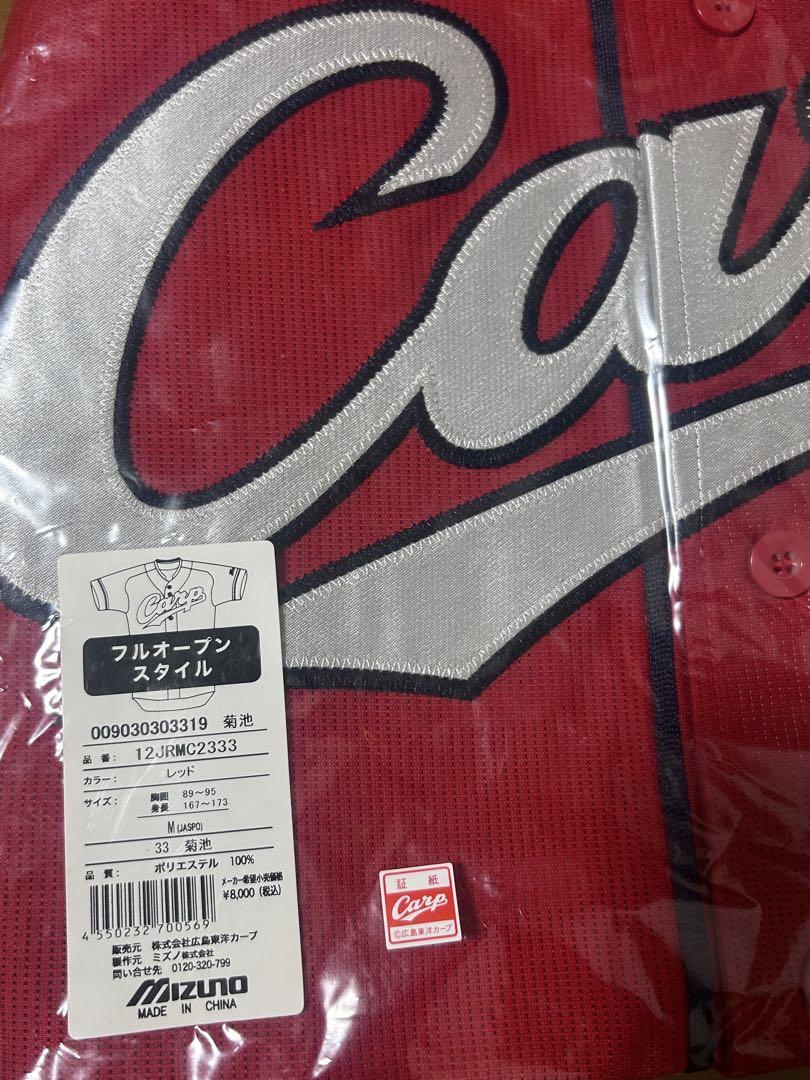 Car
Carp
フルオープン
スタイル
009030303319 菊池
品番: 12JRMC2333
カラー: レッド
サイズ: 胸囲 89～95
身長 167～173
M(JASPO)
33 菊池
品質: ポリエステル 100%
メーカー希望小売価格
¥8,000(税込)
4 550232 700569
販売元 株式会社広島東洋カープ
製作元 ミズノ株式会社
問い合せ先 0120-320-799
MIZUNO
MADE IN CHINA
証紙
Carp
©広島東洋カープ